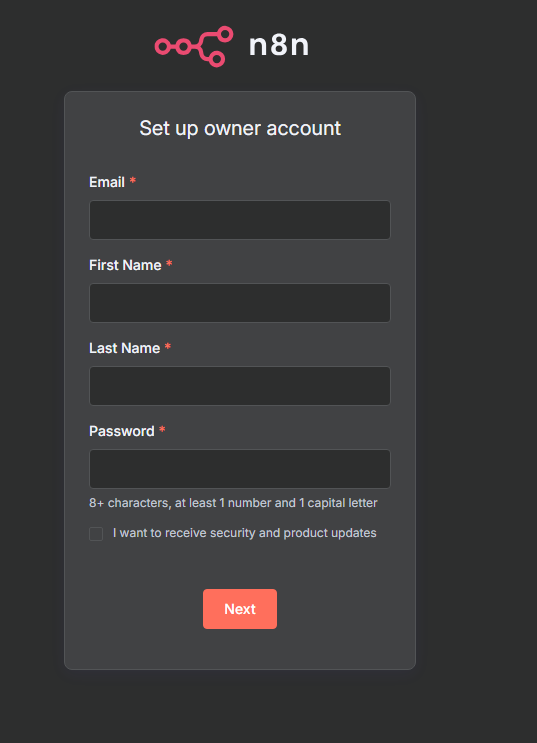 n8n
Set up owner account
Email *
First Name *
Last Name *
Password *
8+ characters, at least 1 number and 1 capital letter
I want to receive security and product updates
Next